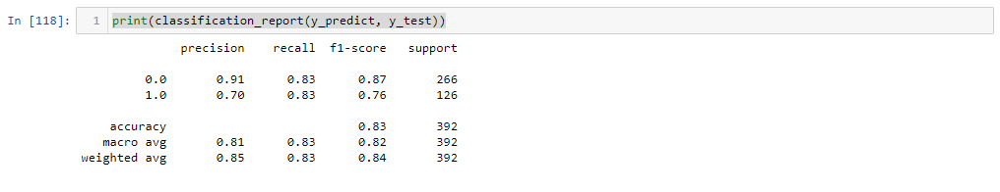 In [118]: 1 print(classification_report(y_predict, y_test))
precision recall f1-score support
0.0 0.91 0.83 0.87 266
1.0 0.70 0.83 0.76 126
accuracy 0.83 392
macro avg 0.81 0.83 0.82 392
weighted avg 0.85 0.83 0.84 392